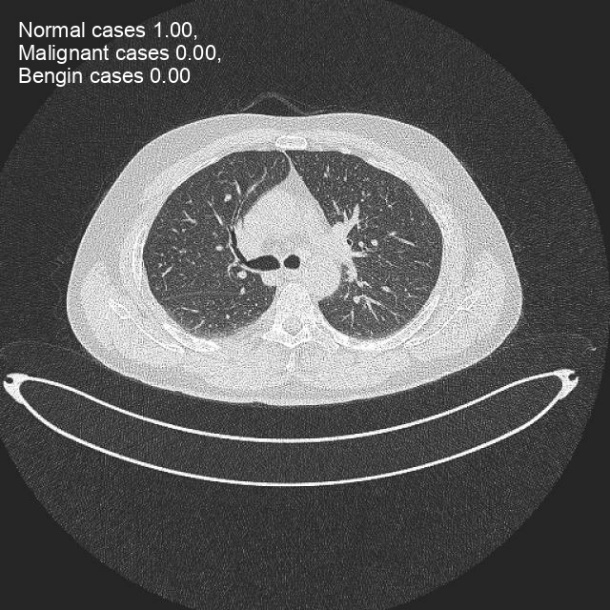 Normal cases 1.00,
Malignant cases 0.00,
Bengin cases 0.00